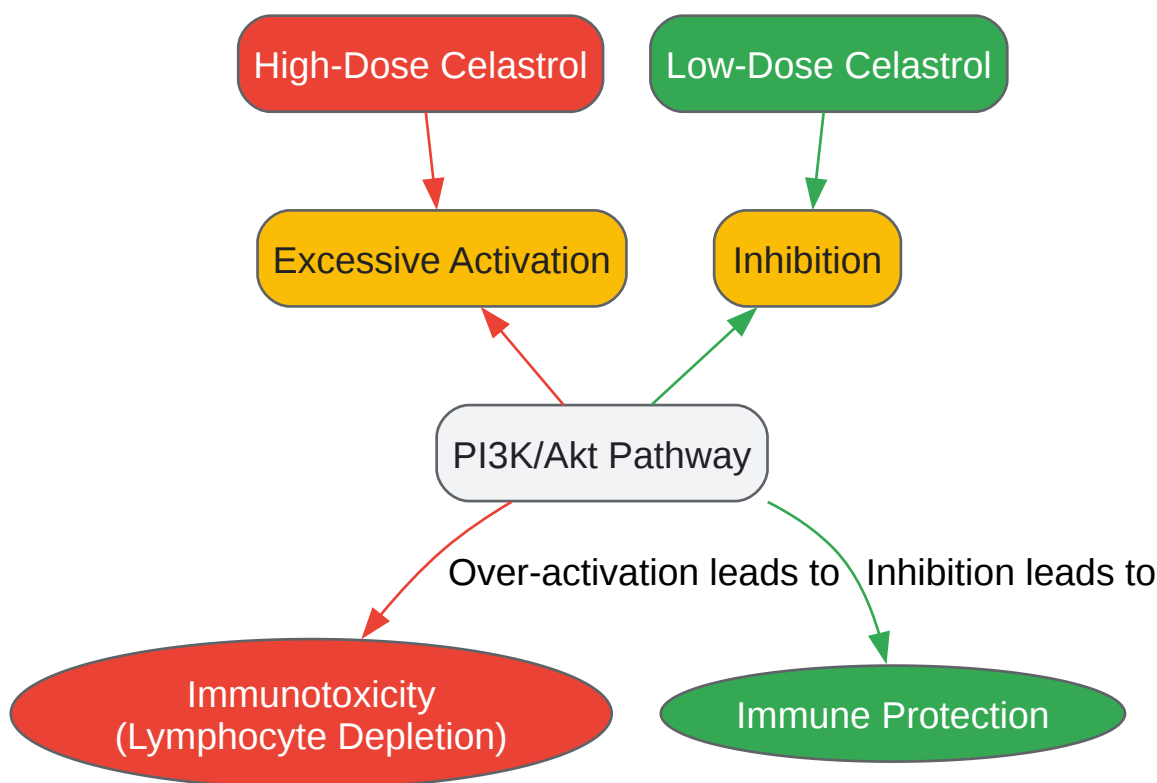 High-Dose Celastrol
Low-Dose Celastrol
Excessive Activation
Inhibition
PI3K/Akt Pathway
Over-activation leads to
Inhibition leads to
Immunotoxicity
(Lymphocyte Depletion)
Immune Protection